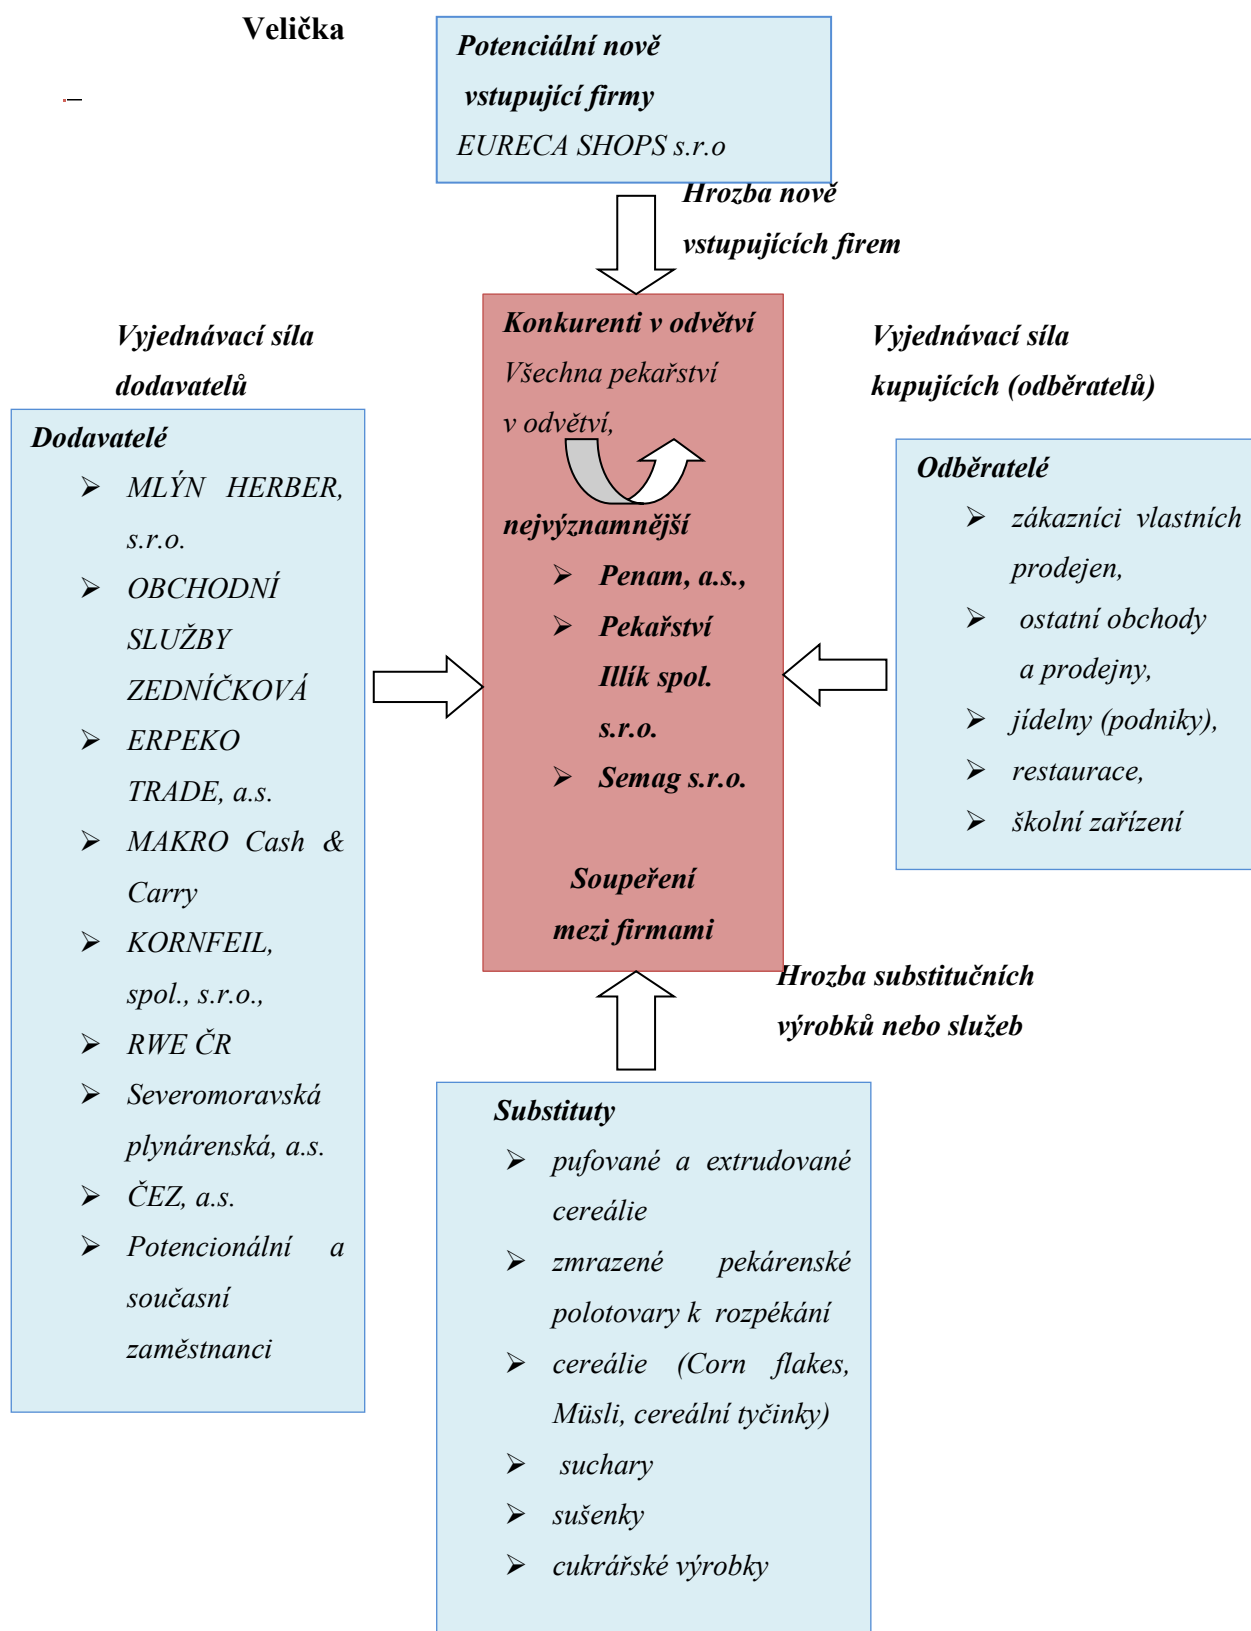 Velička
Potenciální nově
vstupující firmy
EURECA SHOPS s.r.o
Hrozba nově
vstupujících firem
Vyjednávací síla
dodavatelů
Dodavatelé
➢ MLÝN HERBER,
s.r.o.
➢ OBCHODNÍ
SLUŽBY
ZEDNÍČKOVÁ
➢ ERPEKO
TRADE, a.s.
➢ MAKRO Cash &
Carry
➢ KORNFEIL,
spol., s.r.o.,
➢ RWE ČR
➢ Severomoravská
plynárenská, a.s.
➢ ČEZ, a.s.
➢ Potencionální a
současní
zaměstnanci
Konkurenti v odvětví
Všechna pekařství
v odvětví,
nejvýznamnější
➢ Penam, a.s.,
➢ Pekařství
Illík spol.
s.r.o.
➢ Semag s.r.o.
Soupeření
mezi firmami
Vyjednávací síla
kupujících (odběratelů)
Odběratelé
➢ zákazníci vlastních
prodejen,
➢ ostatní obchody
a prodejny,
➢ jídelny (podniky),
➢ restaurace,
➢ školní zařízení
Hrozba substitučních
výrobků nebo služeb
Substituty
➢ pufované a extrudované
cereálie
➢ zmrazené pekárenské
polotovary k rozpékání
➢ cereálie (Corn flakes,
Müsli, cereální tyčinky)
➢ suchary
➢ sušenky
➢ cukrářské výrobky